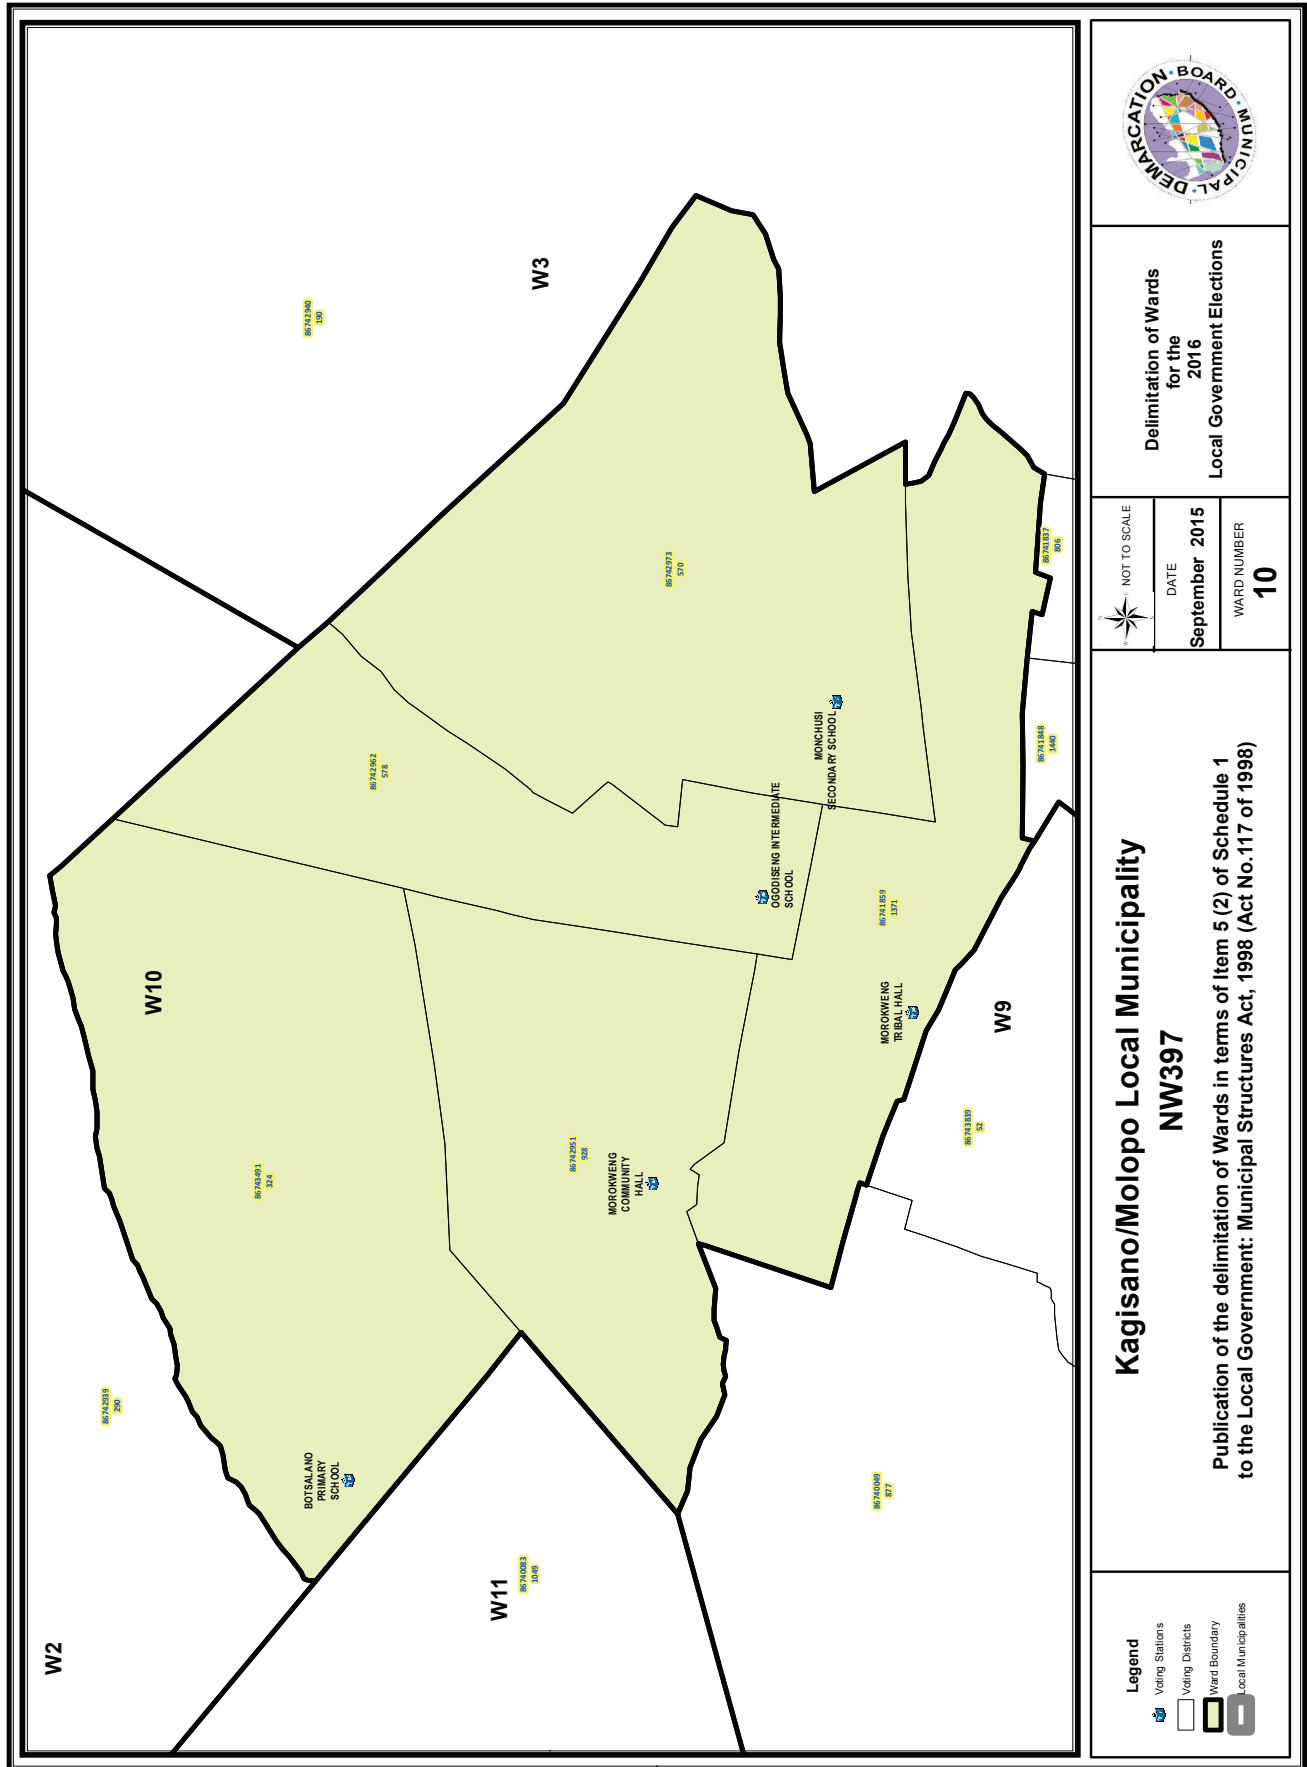 W2
86742939
290
W10
86743491
324
BOTSALANO
PRIMARY
SCHOOL
86742940
190
W3
86742962
578
W11
86740083
1049
86742951
928
MOROKWENG
COMMUNITY
HALL
86742973
570
OGODISENG INTERMEDIATE
SCHOOL
MONCHUSI
SECONDARY SCHOOL
86740049
877
MOROKWENG
TRIBAL HALL
86741859
1371
86743839
52
W9
86741848
1440
86741837
806
Legend
Voting Stations
Voting Districts
Ward Boundary
Local Municipalities
Kagisano/Molopo Local Municipality
NW397
Publication of the delimitation of Wards in terms of Item 5 (2) of Schedule 1
to the Local Government: Municipal Structures Act, 1998 (Act No.117 of 1998)
NOT TO SCALE
DATE
September 2015
WARD NUMBER
10
Delimitation of Wards
for the
2016
Local Government Elections
MUNICIPAL · DEMARCATION · BOARD